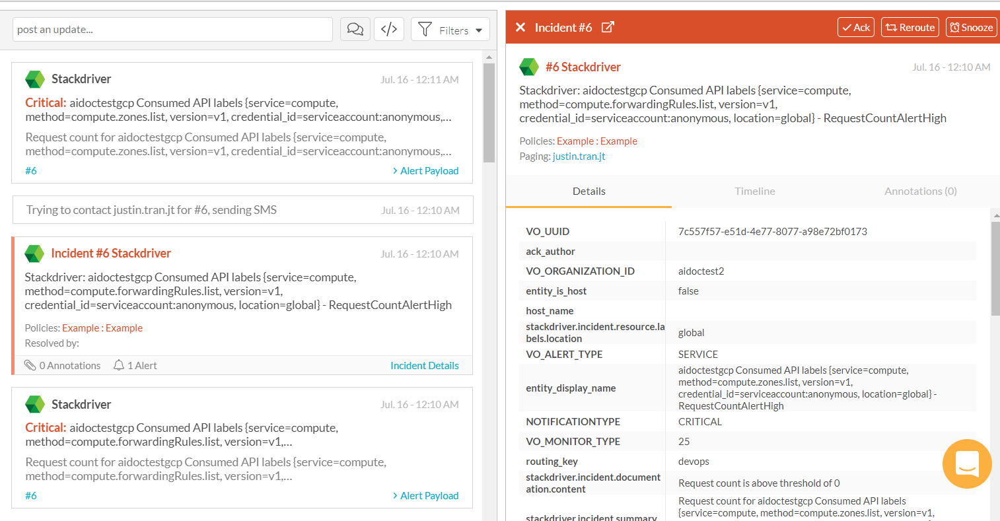 post an update...
</>
Filters
Stackdriver
Jul. 16 - 12:11 AM
Critical: aidoctestgcp Consumed API labels {service=compute,
method=compute.zones.list, version=v1, credential_id=serviceaccount:anonymous,...
Request count for aidoctestgcp Consumed API labels {service=compute,
method=compute.zones.list, version=v1, credential_id=serviceaccount:anonymous,...
#6
> Alert Payload
Trying to contact justin.tran.jt for #6, sending SMS
Jul. 16 - 12:10 AM
Incident #6 Stackdriver
Jul. 16 - 12:10 AM
Stackdriver: aidoctestgcp Consumed API labels {service=compute,
method=compute.forwardingRules.list, version=v1,
credential_id=serviceaccount:anonymous, location=global} - RequestCountAlertHigh
Policies: Example : Example
Resolved by:
0 Annotations
1 Alert
Incident Details
Stackdriver
Jul. 16 - 12:10 AM
Critical: aidoctestgcp Consumed API labels {service=compute,
method=compute.forwardingRules.list, version=v1,...
Request count for aidoctestgcp Consumed API labels {service=compute,
method=compute.forwardingRules.list, version=v1,...
#6
> Alert Payload
Incident #6
Ack
Reroute
Snooze
#6 Stackdriver
Jul. 16 - 12:10 AM
Stackdriver: aidoctestgcp Consumed API labels {service=compute,
method=compute.forwardingRules.list, version=v1,
credential_id=serviceaccount:anonymous, location=global} - RequestCountAlertHigh
Policies: Example : Example
Paging: justin.tran.jt
Details
Timeline
Annotations (0)
VO_UUID
7c557f57-e51d-4e77-8077-a98e72bf0173
ack_author
VO_ORGANIZATION_ID
aidoctest2
entity_is_host
false
host_name
stackdriver.incident.resource.la
bels.location
global
VO_ALERT_TYPE
SERVICE
entity_display_name
aidoctestgcp Consumed API labels {service=compute,
method=compute.zones.list, version=v1,
credential_id=serviceaccount:anonymous, location=global} -
RequestCountAlertHigh
NOTIFICATIONTYPE
CRITICAL
VO_MONITOR_TYPE
25
routing_key
devops
stackdriver.incident.document
ation.content
Request count is above threshold of 0
stackdriver.incident.summary
Request count for aidoctestgcp Consumed API labels
{service=compute, method=compute.zones.list, version=v1,